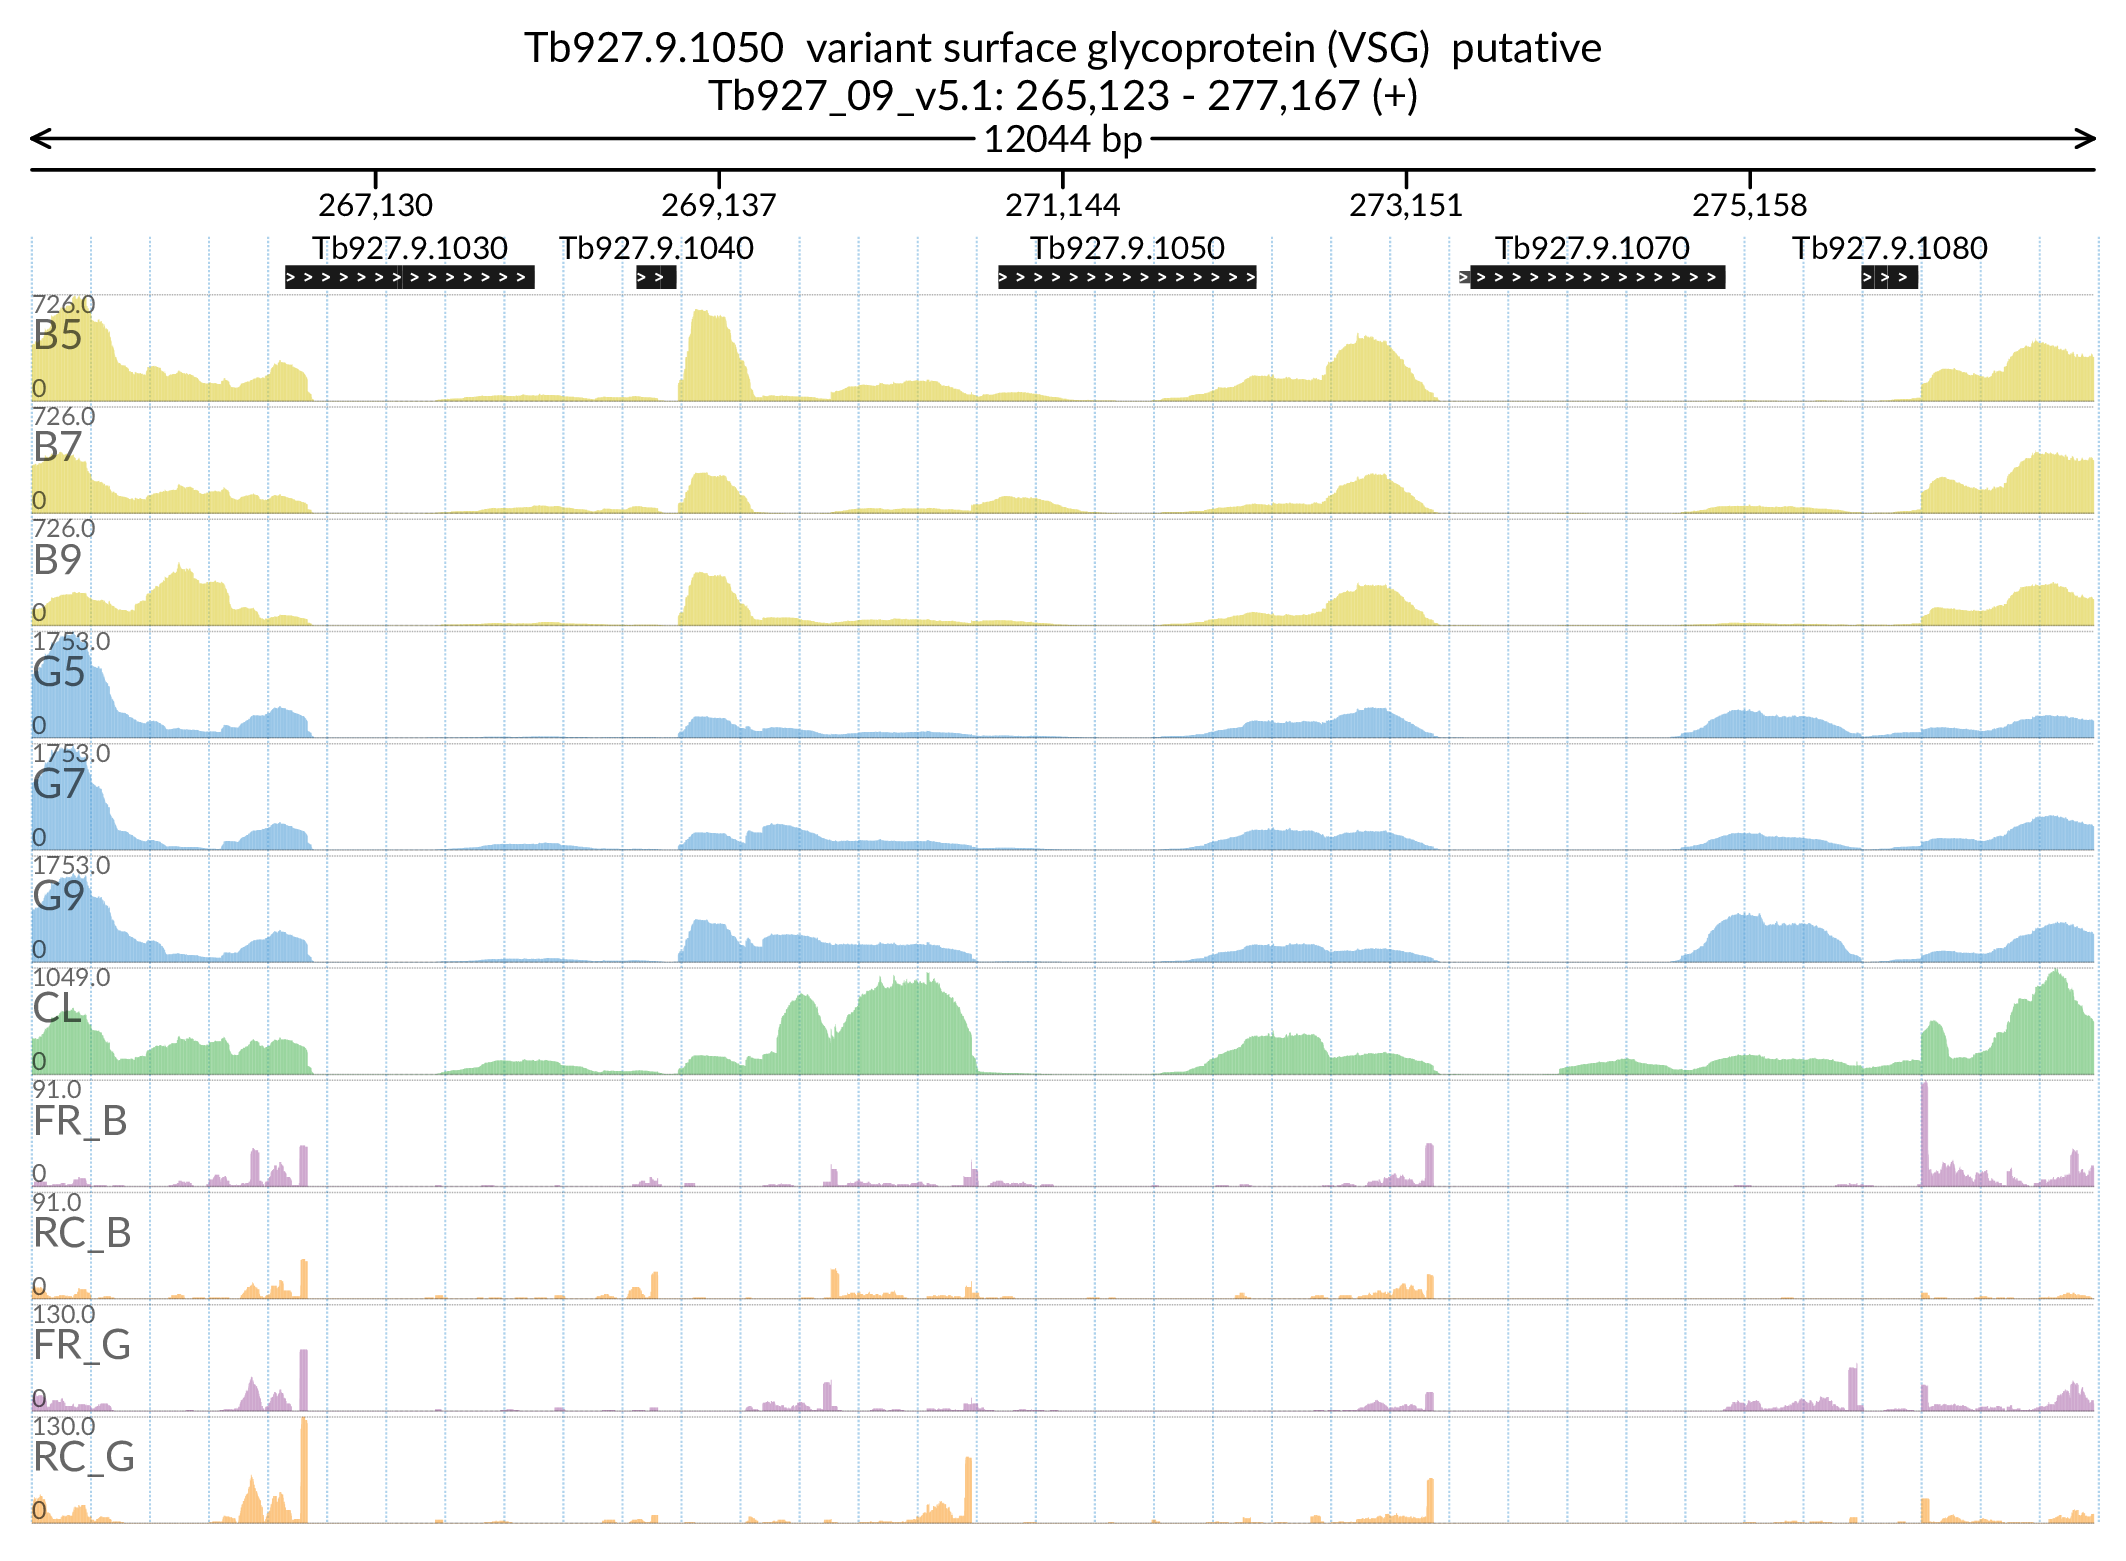 Tb927.9.1050  variant surface glycoprotein (VSG)  putative
Tb927_09_v5.1: 265,123 - 277,167 (+)
12044 bp
267,130 269,137 271,144 273,151 275,158
Tb927.9.1030 Tb927.9.1040 Tb927.9.1050 Tb927.9.1070 Tb927.9.1080
726.0
B5
0
726.0
B7
0
726.0
B9
0
1753.0
G5
0
1753.0
G7
0
1753.0
G9
0
1049.0
CL
0
91.0
FR_B
0
91.0
RC_B
0
130.0
FR_G
0
130.0
RC_G
0